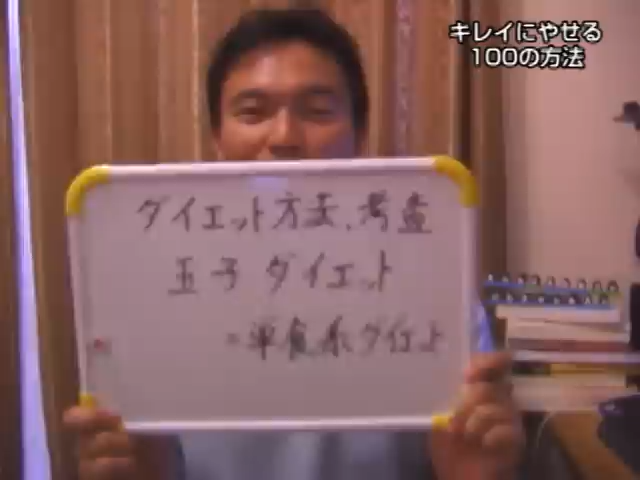 キレイにやせる
100の方法
ダイエット方法、考査
玉子ダイエット
=単食系ダイエット